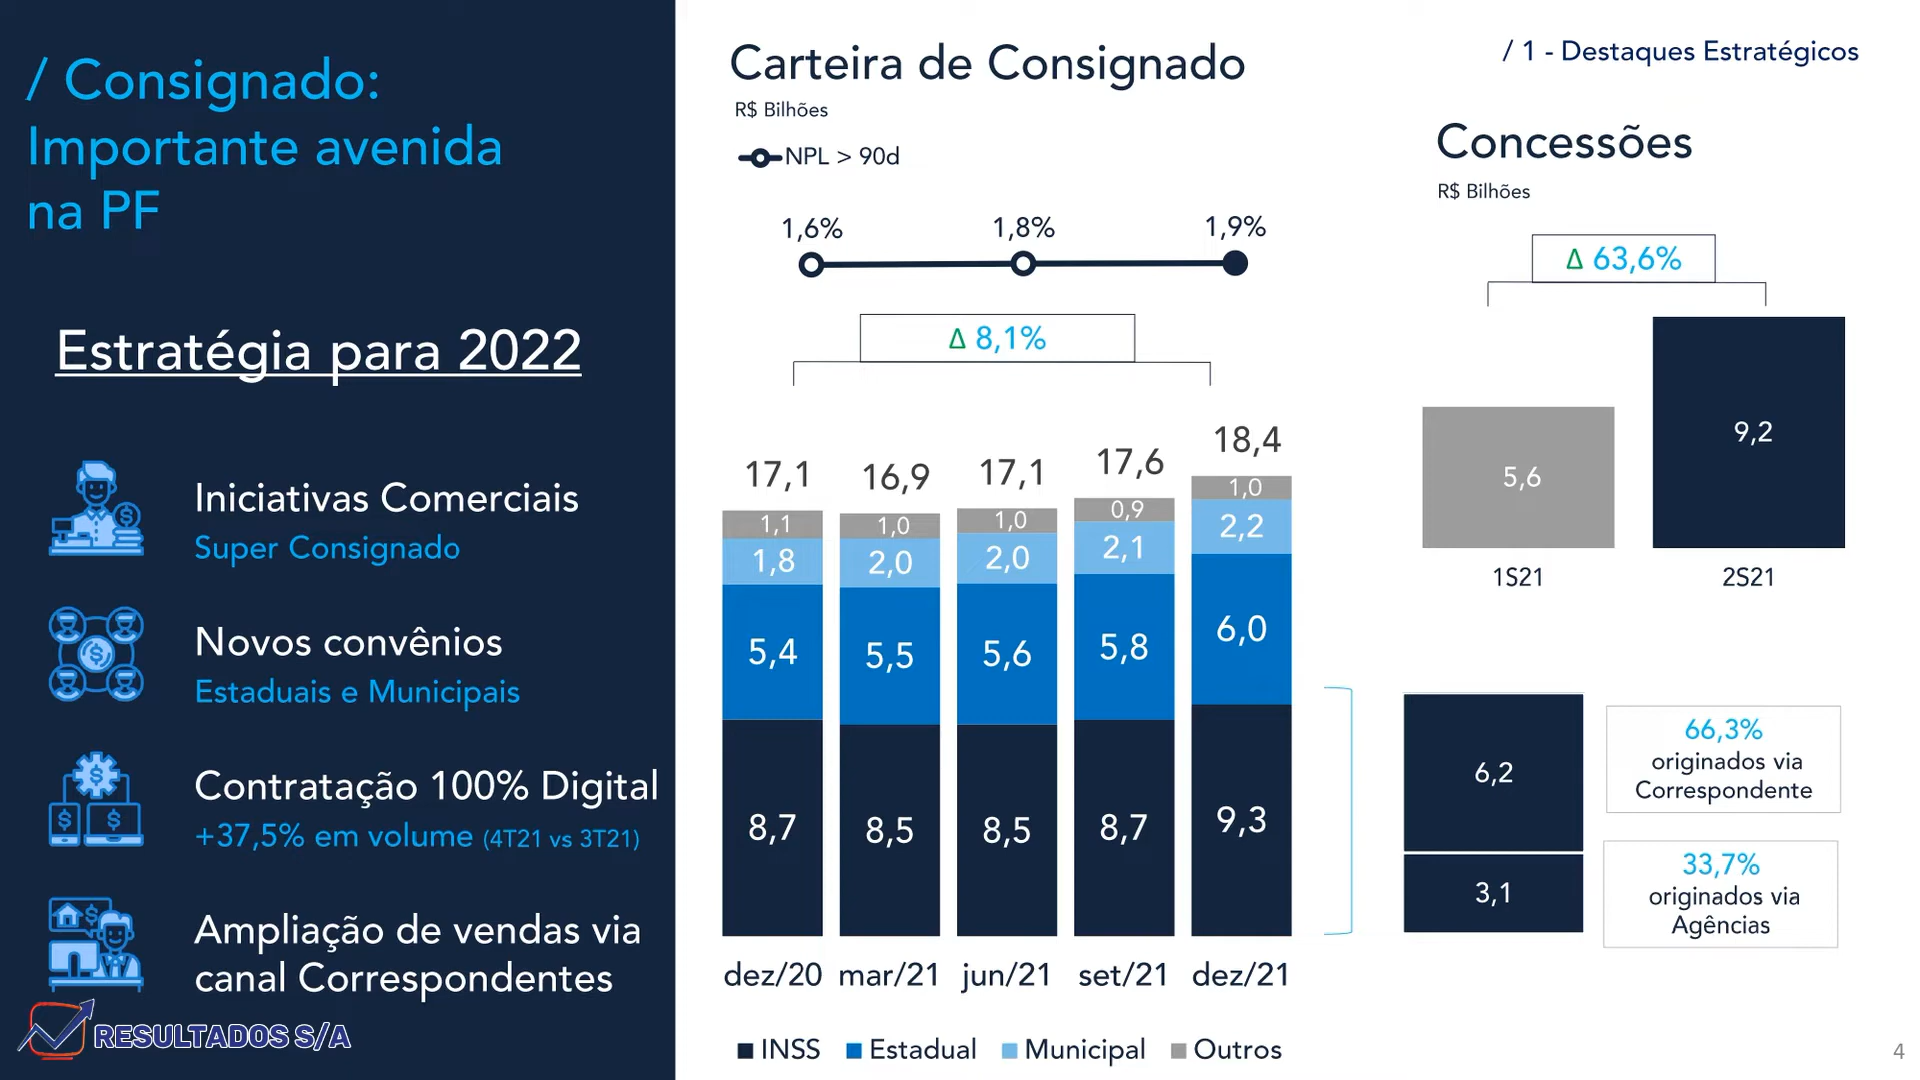 / Consignado:
Importante avenida
na PF
Estratégia para 2022
Iniciativas Comerciais
Super Consignado
Novos convênios
Estaduais e Municipais
Contratação 100% Digital
+37,5% em volume (4T21 vs 3T21)
Ampliação de vendas via
canal Correspondentes
RESULTADOS S/A
Carteira de Consignado
R$ Bilhões
NPL > 90d
1,6% 1,8% 1,9%
Δ 8,1%
17,1 16,9 17,1 17,6 18,4
1,1 1,0 1,0 0,9 1,0
1,8 2,0 2,0 2,1 2,2
5,4 5,5 5,6 5,8 6,0
8,7 8,5 8,5 8,7 9,3
dez/20 mar/21 jun/21 set/21 dez/21
INSS Estadual Municipal Outros
/ 1 - Destaques Estratégicos
Concessões
R$ Bilhões
Δ 63,6%
5,6 9,2
1S21 2S21
6,2
66,3%
originados via
Correspondente
3,1
33,7%
originados via
Agências
$
$
$
$
$
$
4